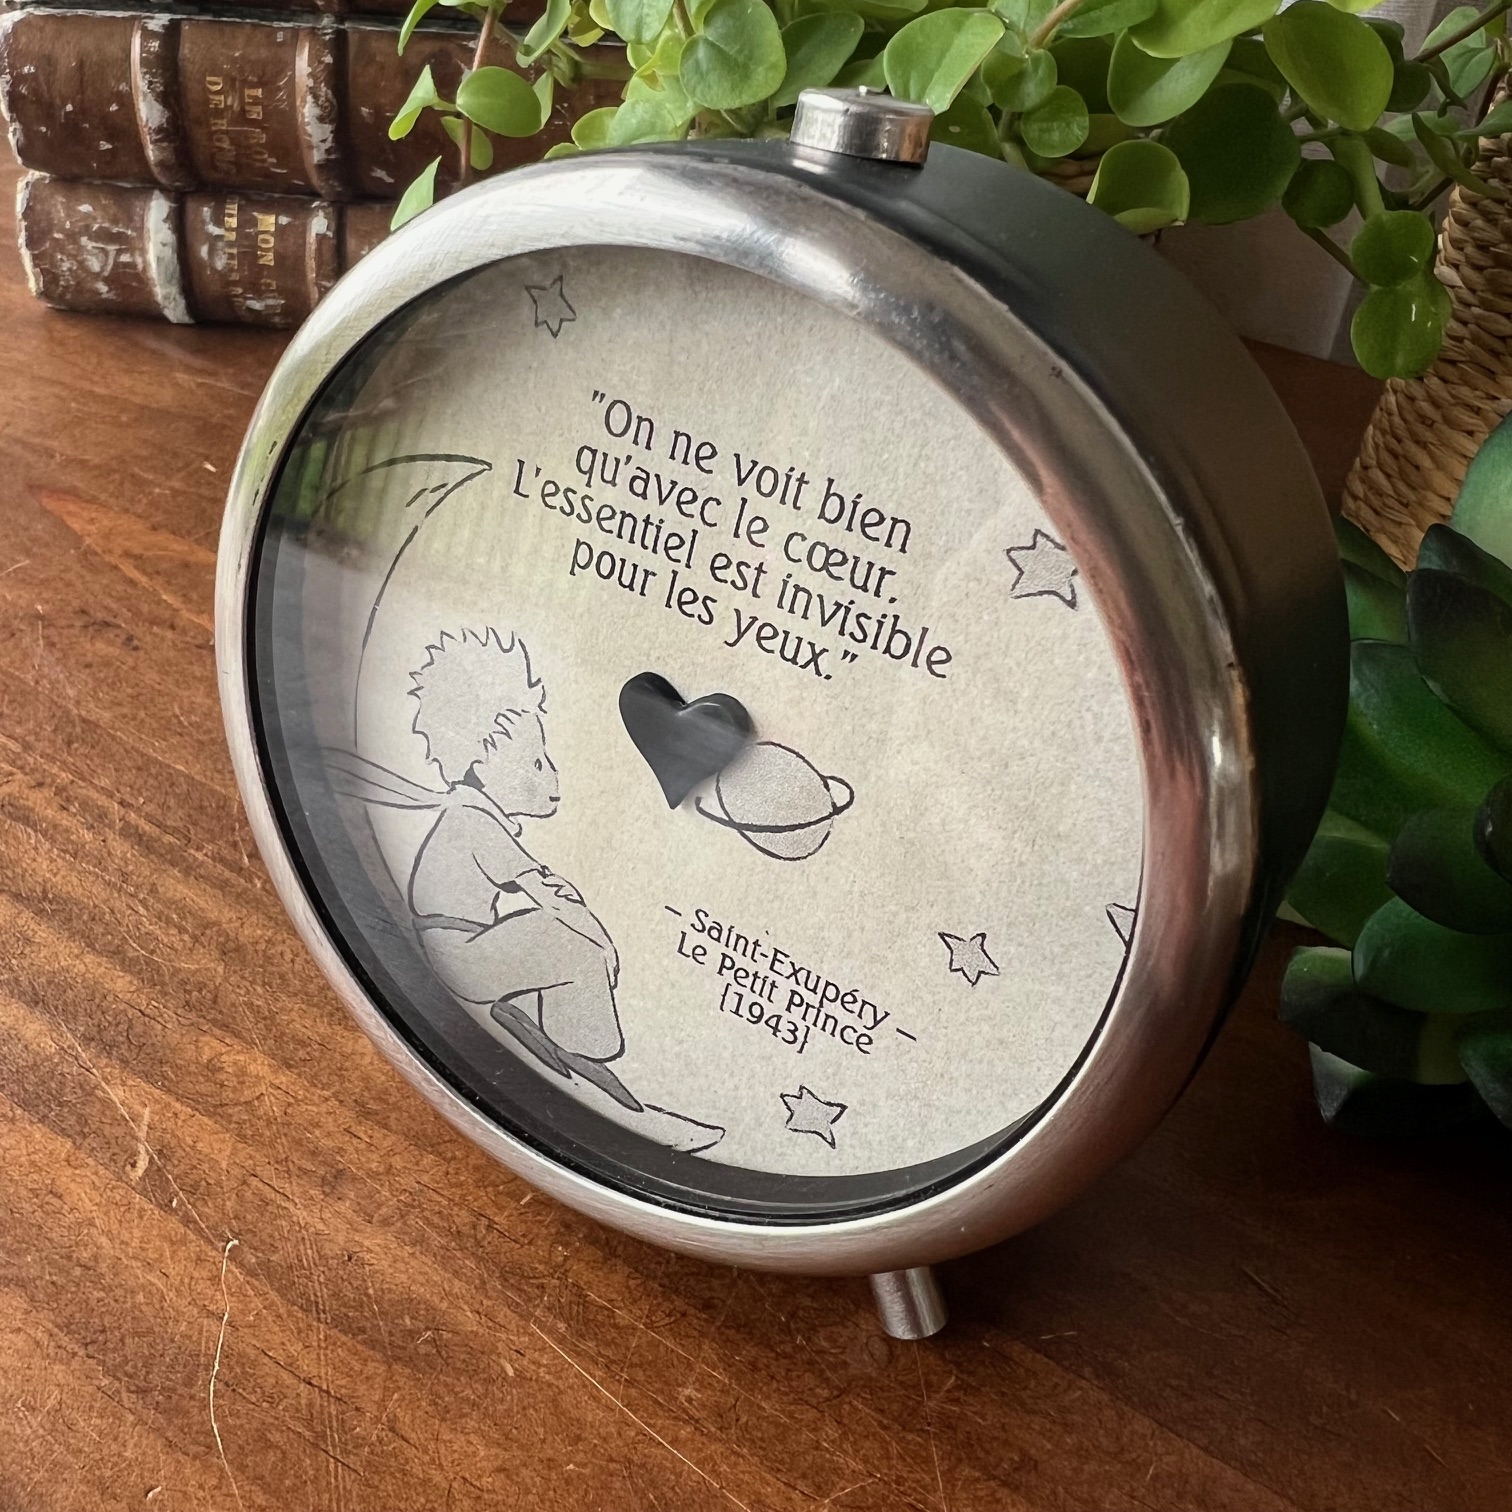 "On ne voit bien
qu'avec le cœur.
L'essentiel est invisible
pour les yeux."
– Saint-Exupéry –
Le Petit Prince
{1943}